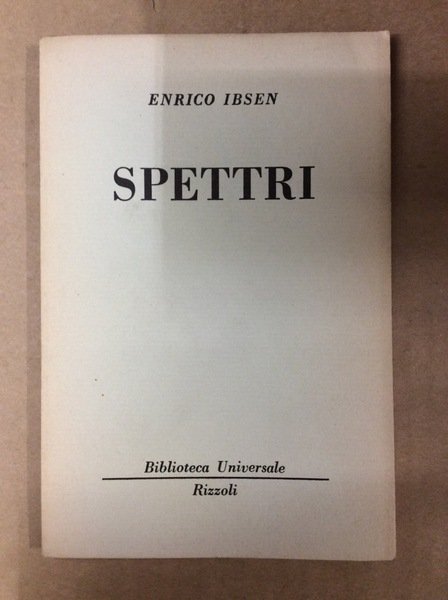 ENRICO IBSEN
SPETTRI
Biblioteca Universale
Rizzoli